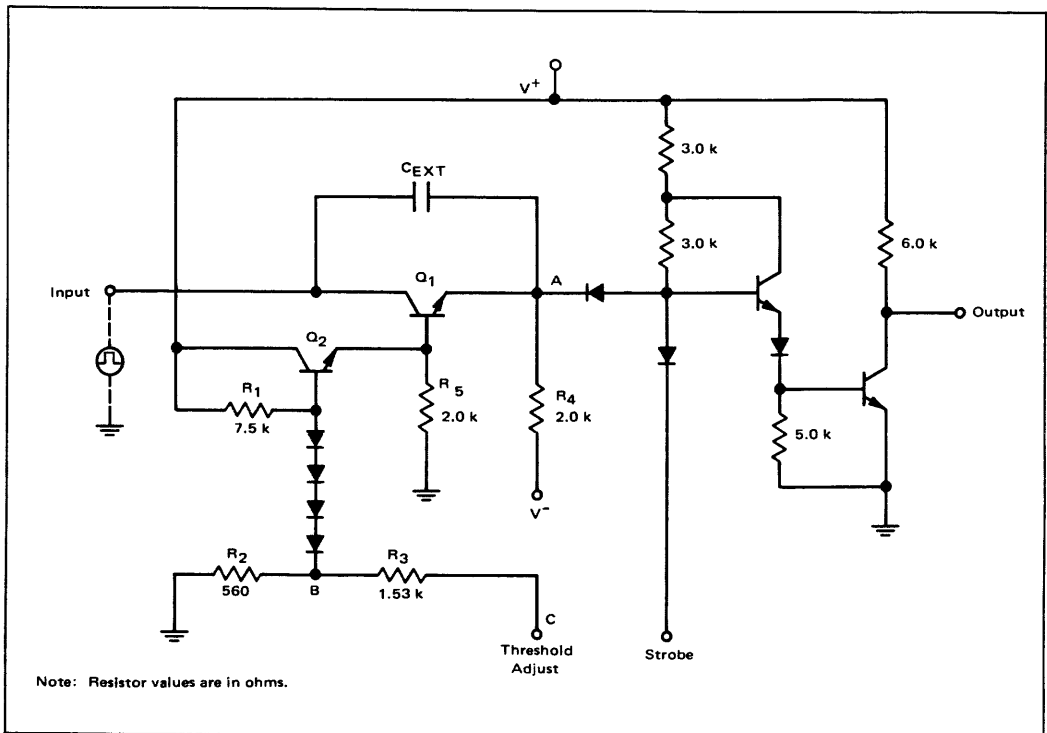 V+
3.0 k
CEXT
3.0 k
6.0 k
Q1
A
Input
Output
Q2
R1
7.5 k
R5
2.0 k
R4
2.0 k
5.0 k
V−
R2
560
B
R3
1.53 k
C
Threshold
Adjust
Strobe
Note: Resistor values are in ohms.